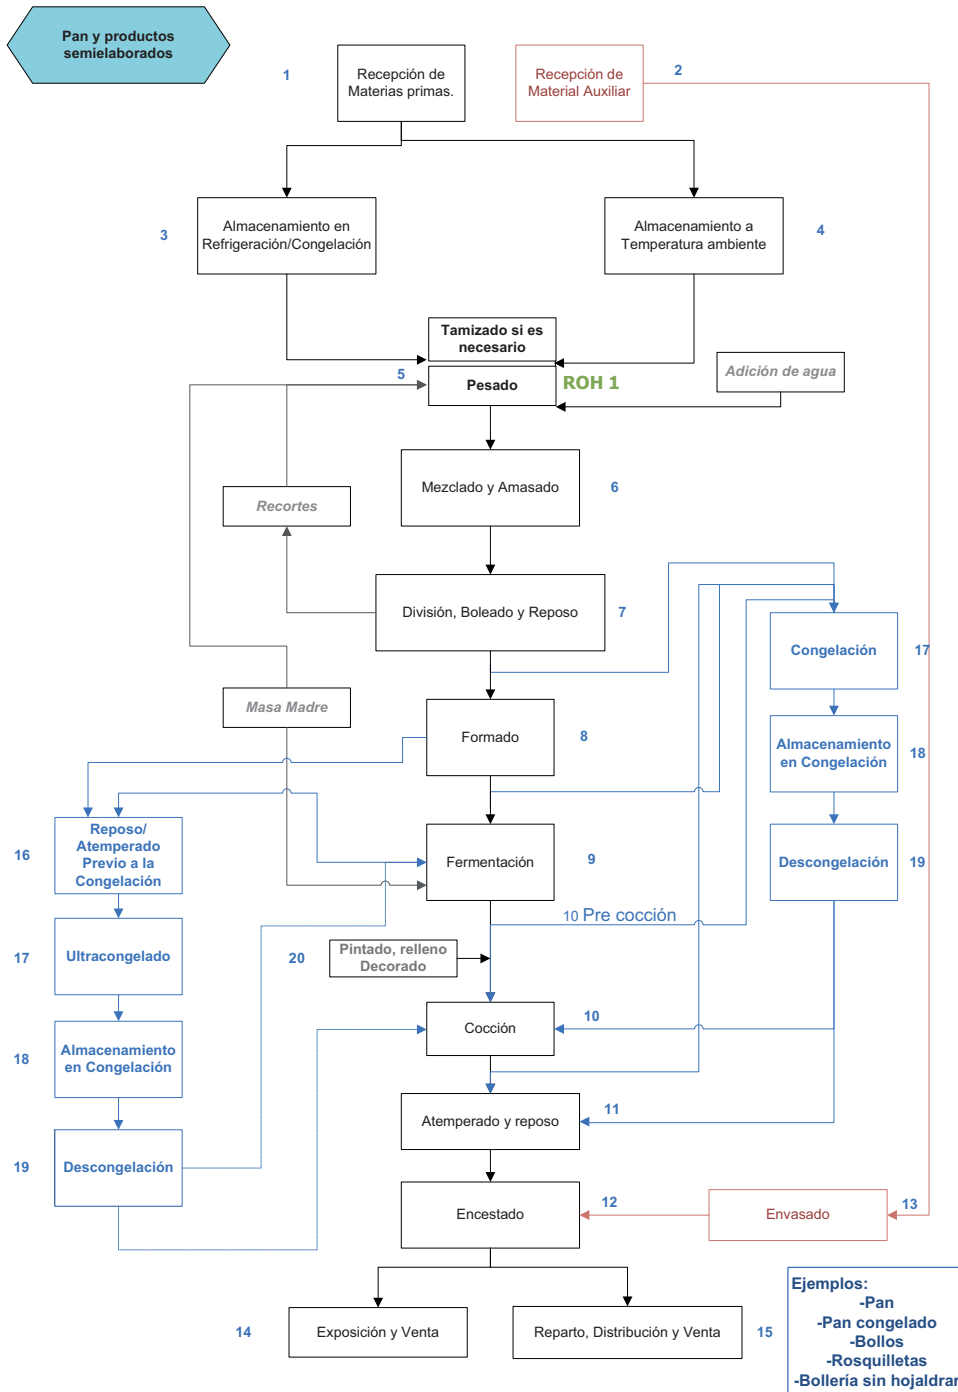 Pan y productos
semielaborados
1
Recepción de
Materias primas.
Recepción de
Material Auxiliar
2
3
Almacenamiento en
Refrigeración/Congelación
Almacenamiento a
Temperatura ambiente
4
Tamizado si es
necesario
5
Pesado
ROH 1
Adición de agua
Mezclado y Amasado
6
Recortes
División, Boleado y Reposo
7
Congelación
17
Masa Madre
Formado
8
Almacenamiento
en Congelación
18
16
Reposo/
Atemperado
Previo a la
Congelación
Fermentación
9
Descongelación
19
10 Pre cocción
17
Ultracongelado
20
Pintado, relleno
Decorado
Cocción
10
18
Almacenamiento
en Congelación
Atemperado y reposo
11
19
Descongelación
Encestado
12
Envasado
13
14
Exposición y Venta
Reparto, Distribución y Venta
15
Ejemplos:
-Pan
-Pan congelado
-Bollos
-Rosquilletas
-Bollería sin hojaldrar